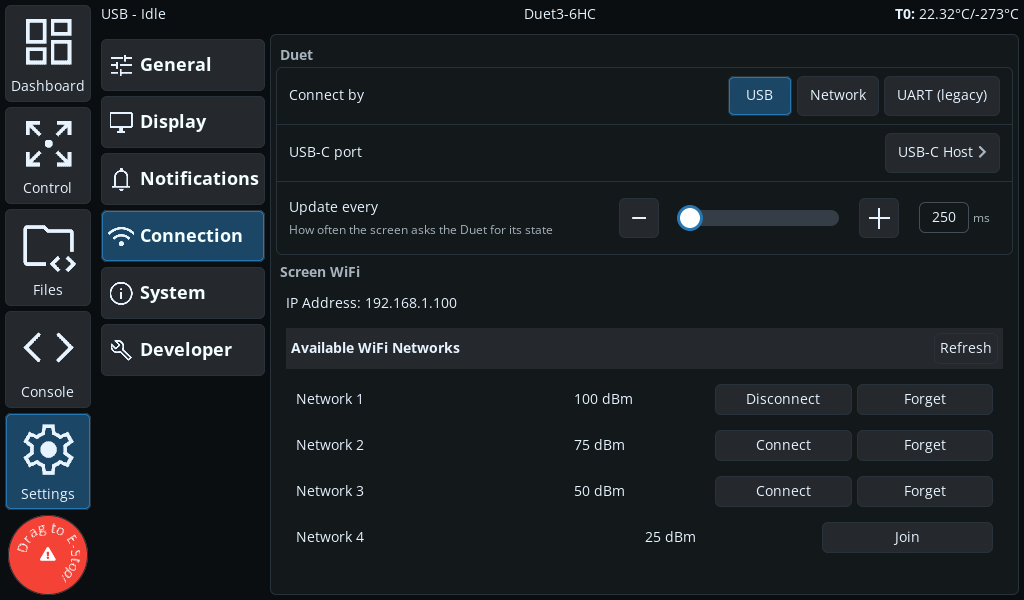 USB - Idle
Duet3-6HC
T0: 22.32°C/-273°C
Dashboard
Control
Files
Console
Settings
Drag to E-Stop!
General
Display
Notifications
Connection
System
Developer
Duet
Connect by
USB
Network
UART (legacy)
USB-C port
USB-C Host
Update every
How often the screen asks the Duet for its state
250 ms
Screen WiFi
IP Address: 192.168.1.100
Available WiFi Networks
Refresh
Network 1
100 dBm
Disconnect
Forget
Network 2
75 dBm
Connect
Forget
Network 3
50 dBm
Connect
Forget
Network 4
25 dBm
Join